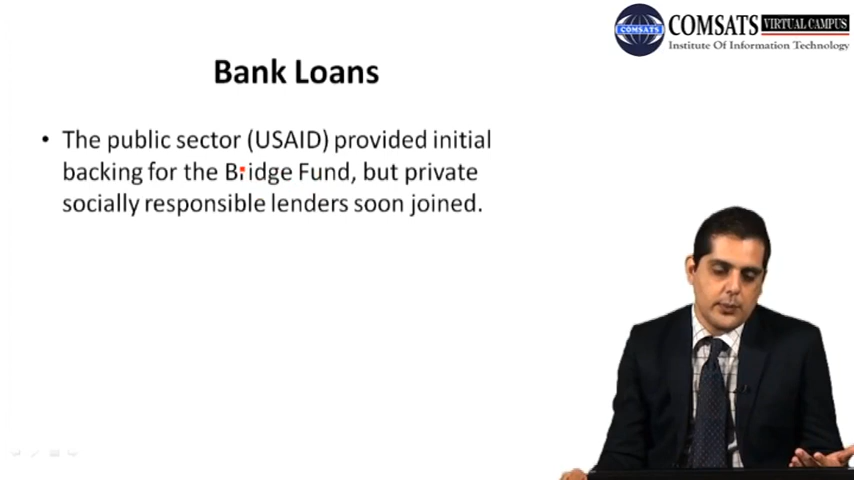 COMSATS VIRTUAL CAMPUS
Institute Of Information Technology
COMSATS
Bank Loans
• The public sector (USAID) provided initial
backing for the Bridge Fund, but private
socially responsible lenders soon joined.